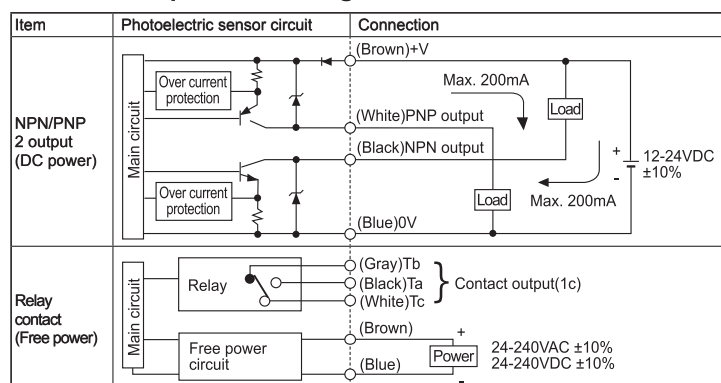 Item
Photoelectric sensor circuit
Connection
NPN/PNP
2 output
(DC power)
Main circuit
Over current
protection
Over current
protection
(Brown)+V
Max. 200mA
Load
(White)PNP output
(Black)NPN output
+
12-24VDC
±10%
-
Load
Max. 200mA
(Blue)0V
Relay
contact
(Free power)
Main circuit
Relay
(Gray)Tb
(Black)Ta
(White)Tc
Contact output(1c)
Free power
circuit
(Brown)
+
Power
24-240VAC ±10%
24-240VDC ±10%
(Blue)
-